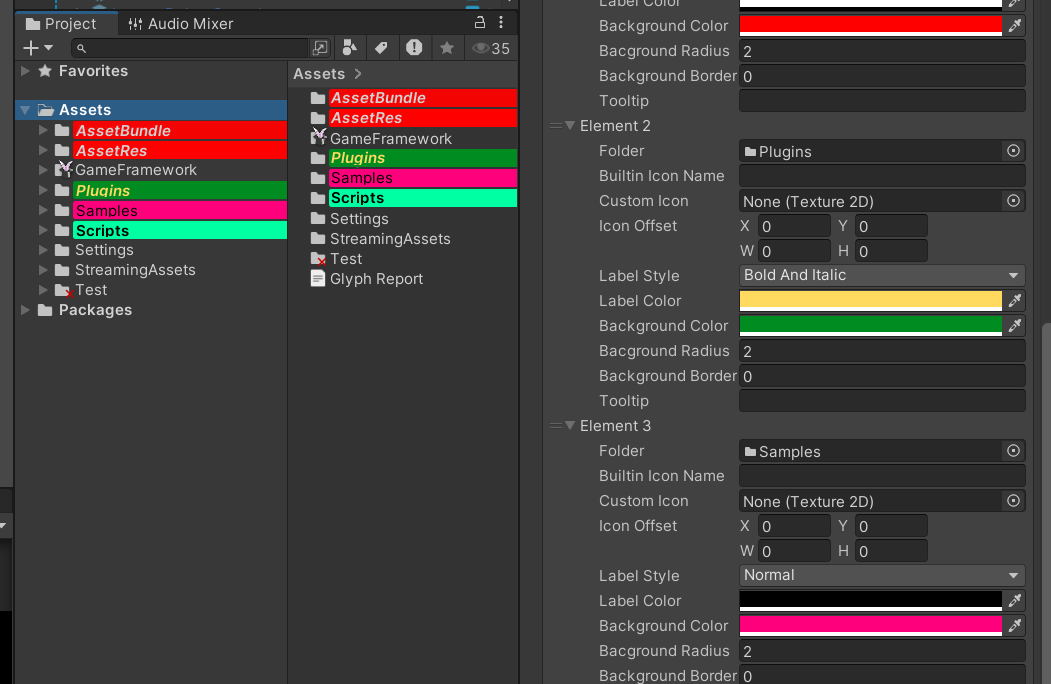 Project
Audio Mixer
35
Favorites
Assets
AssetBundle
AssetRes
GameFramework
Plugins
Samples
Scripts
Settings
StreamingAssets
Test
Packages
Assets
AssetBundle
AssetRes
GameFramework
Plugins
Samples
Scripts
Settings
StreamingAssets
Test
Glyph Report
Label Color
Background Color
Bacground Radius 2
Background Border 0
Tooltip
Element 2
Folder Plugins
Builtin Icon Name
Custom Icon None (Texture 2D)
Icon Offset X 0 Y 0
W 0 H 0
Label Style Bold And Italic
Label Color
Background Color
Bacground Radius 2
Background Border 0
Tooltip
Element 3
Folder Samples
Builtin Icon Name
Custom Icon None (Texture 2D)
Icon Offset X 0 Y 0
W 0 H 0
Label Style Normal
Label Color
Background Color
Bacground Radius 2
Background Border 0